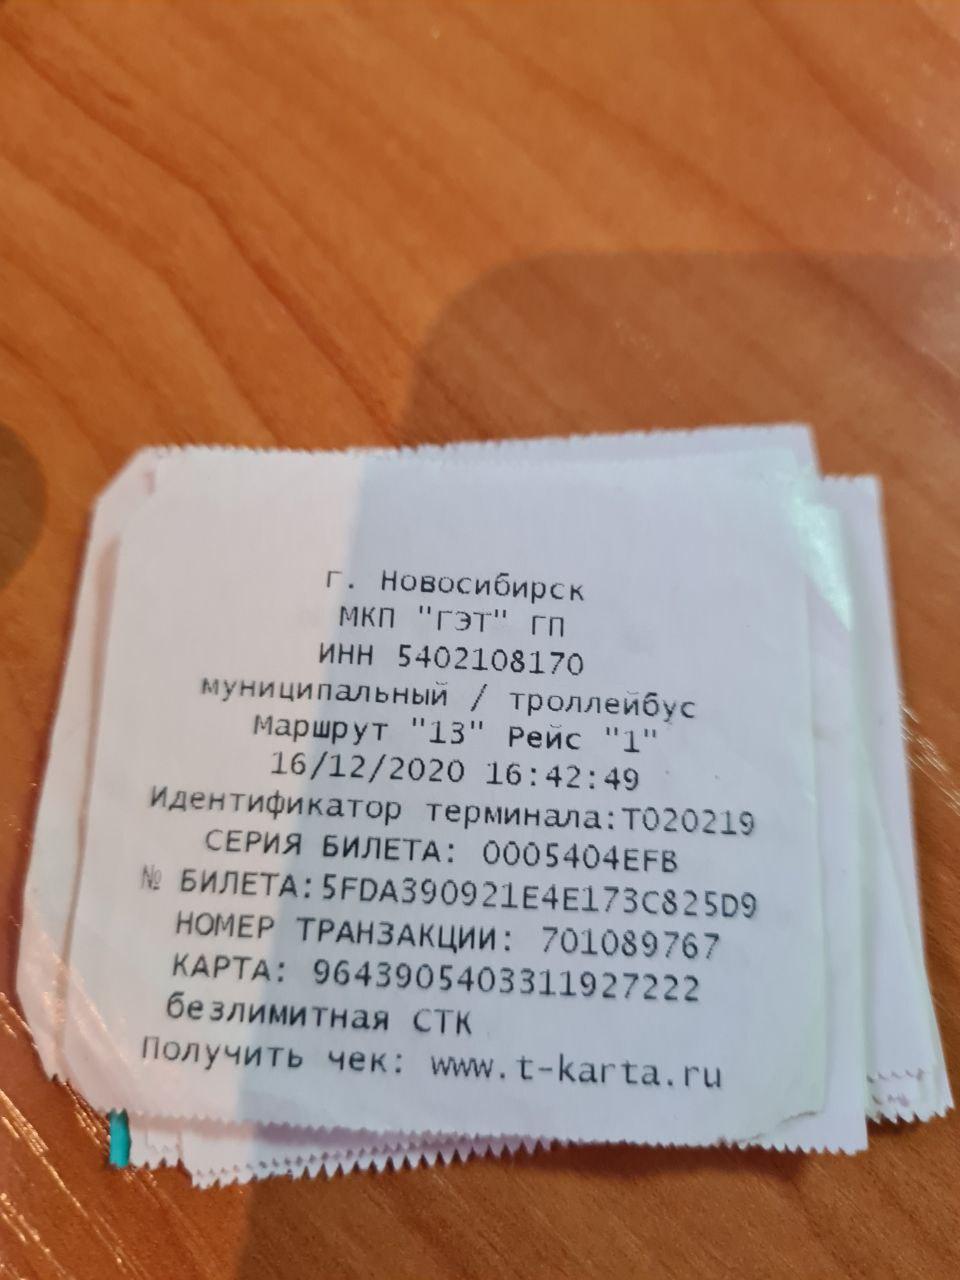 г. Новосибирск
МКП "ГЭТ" ГП
ИНН 5402108170
муниципальный / троллейбус
Маршрут "13" Рейс "1"
16/12/2020 16:42:49
Идентификатор терминала:T020219
СЕРИЯ БИЛЕТА: 0005404EFB
№ БИЛЕТА:5FDA390921E4E173C825D9
НОМЕР ТРАНЗАКЦИИ: 701089767
КАРТА: 9643905403311927222
безлимитная СТК
Получить чек: www.t-karta.ru